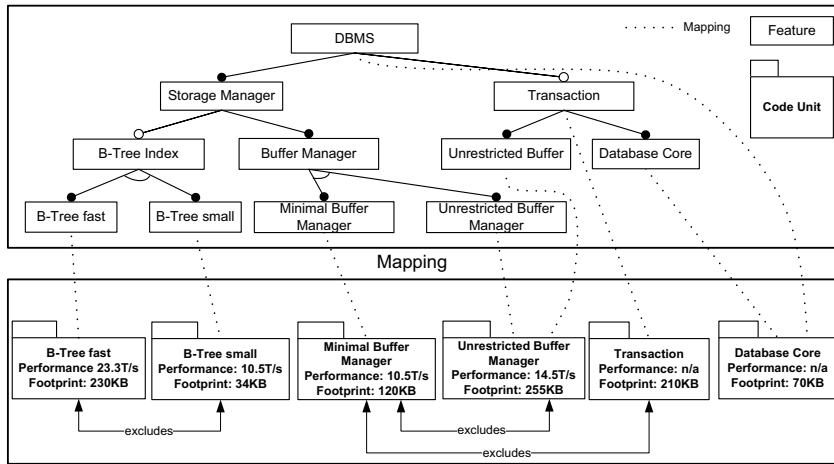 DBMS
Mapping
Feature
Storage Manager
Transaction
Code Unit
B-Tree Index
Buffer Manager
Unrestricted Buffer
Database Core
B-Tree fast
B-Tree small
Minimal Buffer
Manager
Unrestricted Buffer
Manager
Mapping
B-Tree fast
Performance 23.3T/s
Footprint: 230KB
B-Tree small
Performance: 10.5T/s
Footprint: 34KB
Minimal Buffer
Manager
Performance: 10.5T/s
Footprint: 120KB
Unrestricted Buffer
Manager
Performance: 14.5T/s
Footprint: 255KB
Transaction
Performance: n/a
Footprint: 210KB
Database Core
Performance: n/a
Footprint: 70KB
excludes
excludes
excludes